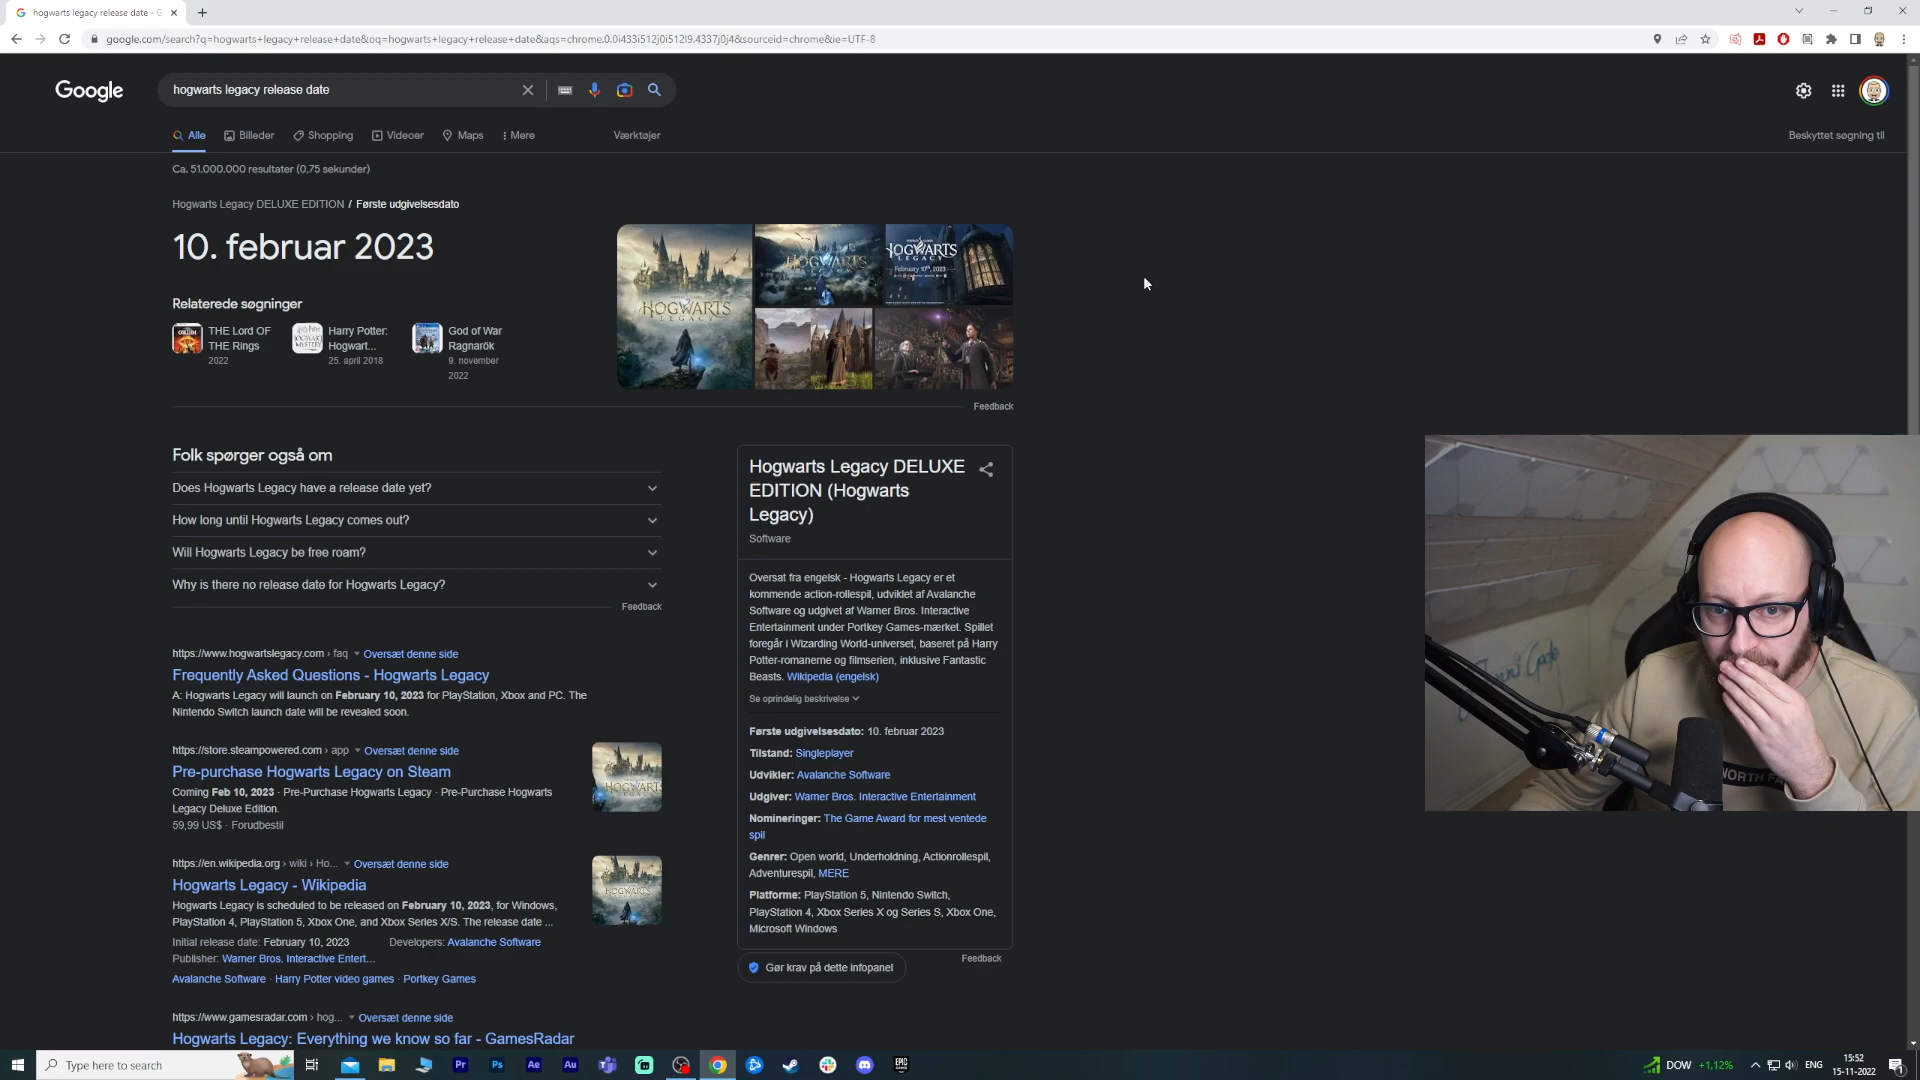 hogwarts legacy release date - G
google.com/search?q=hogwarts+legacy+release+date&oq=hogwarts+legacy+release+date&aqs=chrome.0.0i433i512j0i512l9.4337j0j4&sourceid=chrome&ie=UTF-8
Google
hogwarts legacy release date
Alle
Billeder
Shopping
Videoer
Maps
Mere
Værktøjer
Beskyttet søgning til
Ca. 51.000.000 resultater (0,75 sekunder)
Hogwarts Legacy DELUXE EDITION / Første udgivelsesdato
10. februar 2023
HOGWARTS LEGACY
HOGWARTS
HOGWARTS LEGACY
February 10th, 2023
Relaterede søgninger
THE Lord OF THE Rings
2022
Harry Potter: Hogwart...
25. april 2018
God of War Ragnarök
9. november 2022
Feedback
Folk spørger også om
Does Hogwarts Legacy have a release date yet?
How long until Hogwarts Legacy comes out?
Will Hogwarts Legacy be free roam?
Why is there no release date for Hogwarts Legacy?
Feedback
https://www.hogwartslegacy.com › faq
Oversæt denne side
Frequently Asked Questions - Hogwarts Legacy
A: Hogwarts Legacy will launch on February 10, 2023 for PlayStation, Xbox and PC. The
Nintendo Switch launch date will be revealed soon.
https://store.steampowered.com › app
Oversæt denne side
Pre-purchase Hogwarts Legacy on Steam
Coming Feb 10, 2023 · Pre-Purchase Hogwarts Legacy · Pre-Purchase Hogwarts
Legacy Deluxe Edition.
59,99 US$ · Forudbestil
https://en.wikipedia.org › wiki › Ho...
Oversæt denne side
Hogwarts Legacy - Wikipedia
Hogwarts Legacy is scheduled to be released on February 10, 2023, for Windows,
PlayStation 4, PlayStation 5, Xbox One, and Xbox Series X/S. The release date ...
Initial release date: February 10, 2023
Developers: Avalanche Software
Publisher: Warner Bros. Interactive Entert...
Avalanche Software · Harry Potter video games · Portkey Games
https://www.gamesradar.com › hog...
Oversæt denne side
Hogwarts Legacy: Everything we know so far - GamesRadar
Hogwarts Legacy DELUXE
EDITION (Hogwarts
Legacy)
Software
Oversat fra engelsk - Hogwarts Legacy er et
kommende action-rollespil, udviklet af Avalanche
Software og udgivet af Warner Bros. Interactive
Entertainment under Portkey Games-mærket. Spillet
foregår i Wizarding World-universet, baseret på Harry
Potter-romanerne og filmserien, inklusive Fantastic
Beasts. Wikipedia (engelsk)
Se oprindelig beskrivelse
Første udgivelsesdato: 10. februar 2023
Tilstand: Singleplayer
Udvikler: Avalanche Software
Udgiver: Warner Bros. Interactive Entertainment
Nomineringer: The Game Award for mest ventede
spil
Genrer: Open world, Underholdning, Actionrollespil,
Adventurespil, MERE
Platforme: PlayStation 5, Nintendo Switch,
PlayStation 4, Xbox Series X og Series S, Xbox One,
Microsoft Windows
Gør krav på dette infopanel
Feedback
Type here to search
Pr
Ps
Ae
Au
EPIC
DOW +1,12%
ENG
15:52
15-11-2022